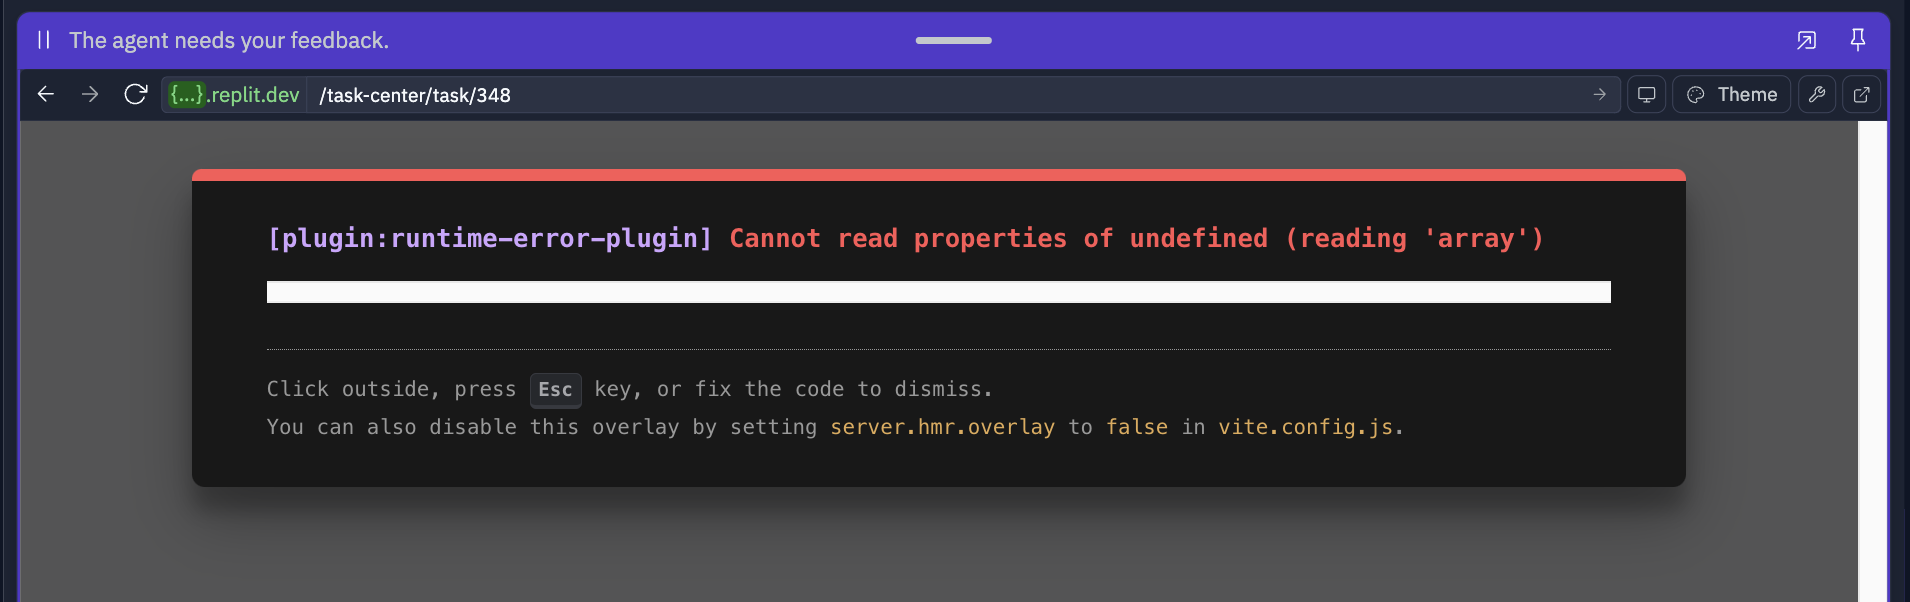 The agent needs your feedback.
{...}.replit.dev /task-center/task/348 Theme
[plugin:runtime-error-plugin] Cannot read properties of undefined (reading 'array')
Click outside, press Esc key, or fix the code to dismiss.
You can also disable this overlay by setting server.hmr.overlay to false in vite.config.js.